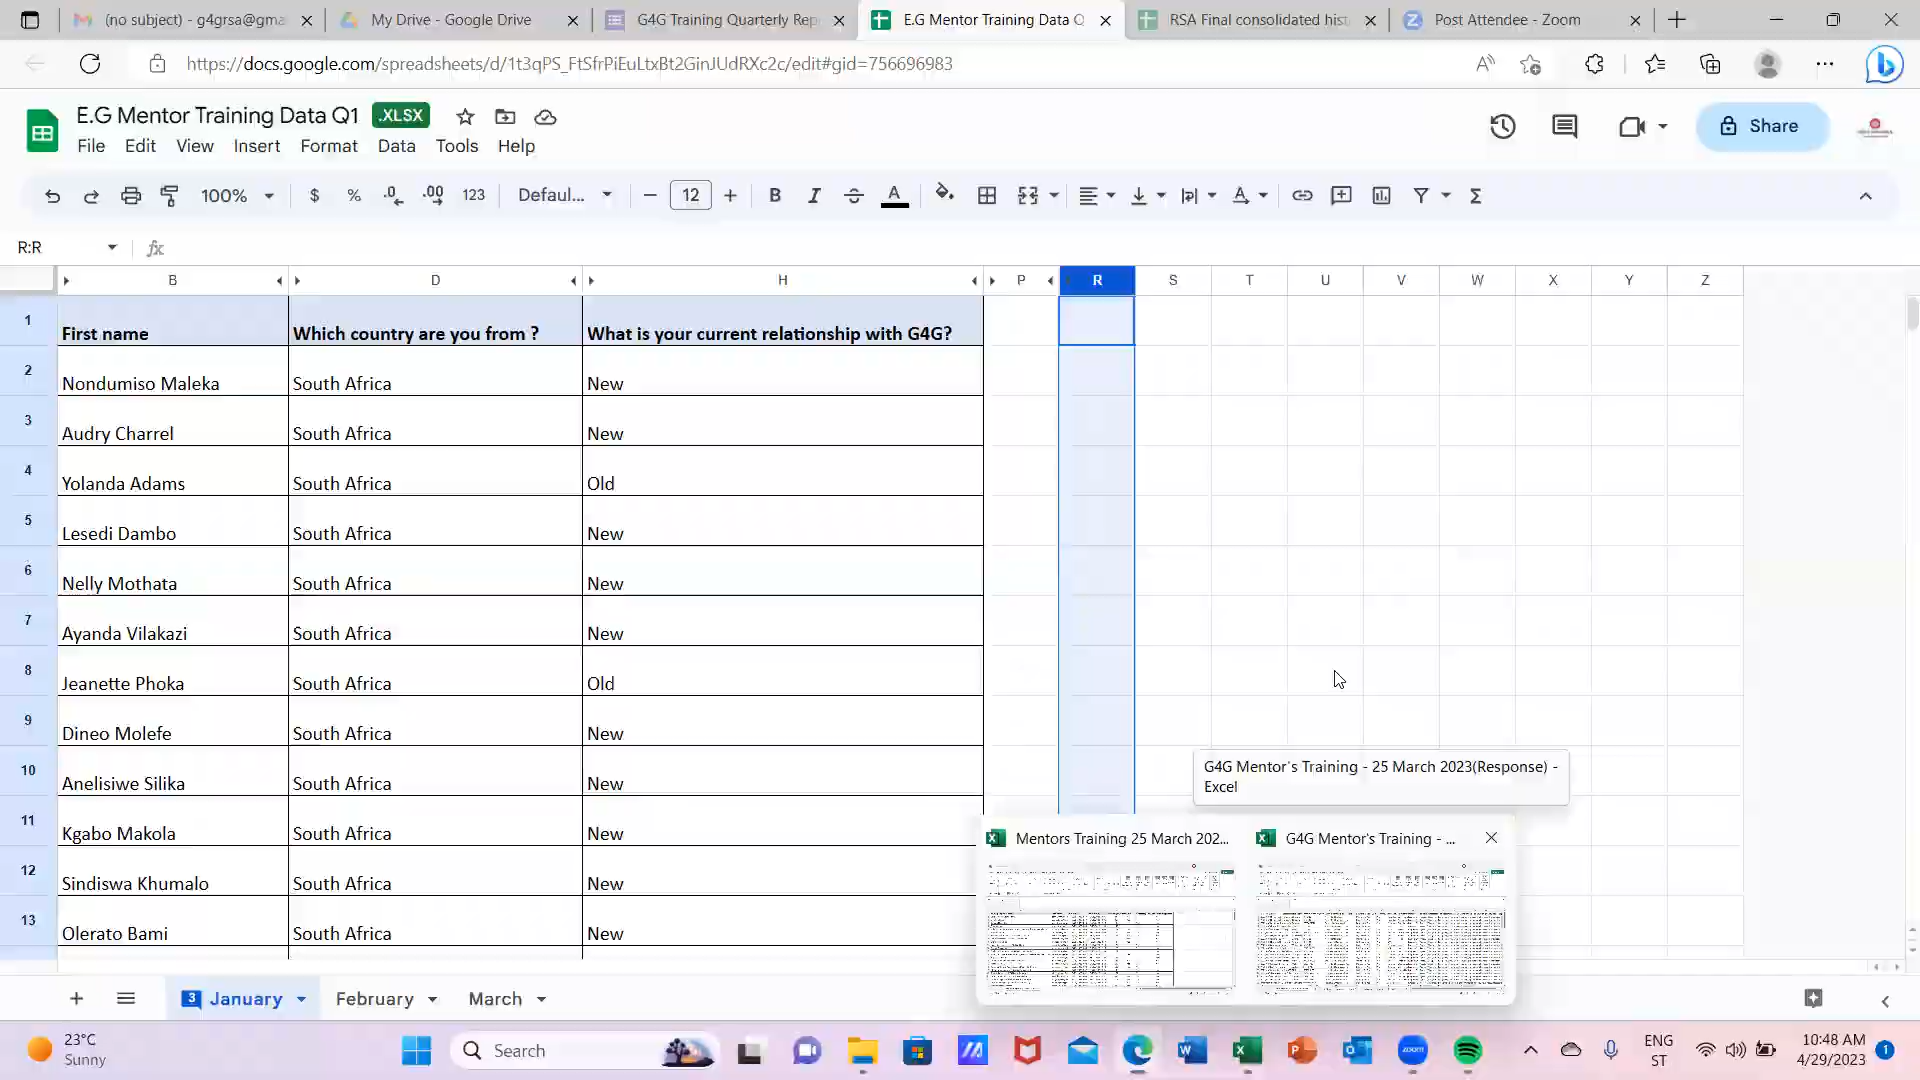 (no subject) - g4grsa@gma
My Drive - Google Drive
G4G Training Quarterly Rep
E.G Mentor Training Data Q
RSA Final consolidated hist
Post Attendee - Zoom
https://docs.google.com/spreadsheets/d/1t3qPS_FtSfrPiEuLtxBt2GinJUdRXc2c/edit#gid=756696983
E.G Mentor Training Data Q1 .XLSX
Share
File Edit View Insert Format Data Tools Help
100% $ % .0 .00 123 Defaul... 12 B I A Σ
R:R fx
B D H P R S T U V W X Y Z
1 First name Which country are you from ? What is your current relationship with G4G?
2 Nondumiso Maleka South Africa New
3 Audry Charrel South Africa New
4 Yolanda Adams South Africa Old
5 Lesedi Dambo South Africa New
6 Nelly Mothata South Africa New
7 Ayanda Vilakazi South Africa New
8 Jeanette Phoka South Africa Old
9 Dineo Molefe South Africa New
10 Anelisiwe Silika South Africa New
11 Kgabo Makola South Africa New
12 Sindiswa Khumalo South Africa New
13 Olerato Bami South Africa New
G4G Mentor's Training - 25 March 2023(Response) -
Excel
Mentors Training 25 March 202...
G4G Mentor's Training - ...
3 January February March
23°C
Sunny
Search
zoom
ENG
ST
10:48 AM
4/29/2023
1